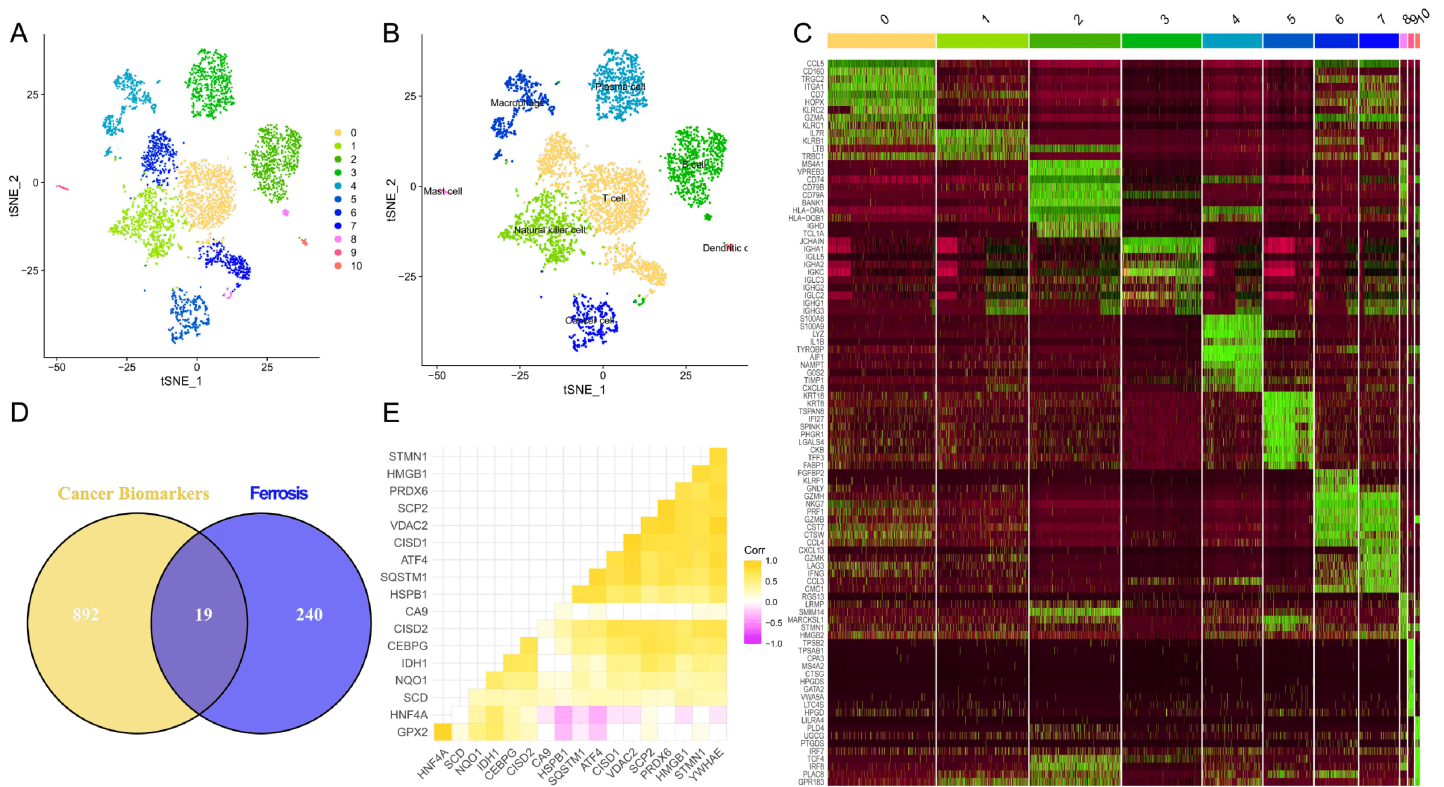 A
25
0
−25
tSNE_2
−50
−25
0
25
tSNE_1
0
1
2
3
4
5
6
7
8
9
10
B
25
0
−25
tSNE_2
−50
−25
0
25
tSNE_1
Macrophage
Plasma cell
B cell
Mast cell
T cell
Natural killer cell
Dendritic c
Cancer cell
C
0
1
2
3
4
5
6
7
8
9
10
CCL5
CD160
TRGC2
ITGA1
CD7
HOPX
KLRC2
GZMA
KLRC1
IL7R
KLRB1
LTB
TRBC1
MS4A1
VPREB3
CD74
CD79B
CD79A
BANK1
HLA−DRA
HLA−DQB1
IGHD
TCL1A
JCHAIN
IGHA1
IGLL5
IGHA2
IGKC
IGLC3
IGHG2
IGLC2
IGHG1
IGHG3
S100A8
S100A9
LYZ
IL1B
TYROBP
AIF1
NAMPT
G0S2
TIMP1
CXCL8
KRT18
KRT8
TSPAN8
IFI27
SPINK1
PHGR1
LGALS4
CKB
TFF3
FABP1
FGFBP2
KLRF1
GNLY
GZMH
NKG7
PRF1
GZMB
CST7
CTSW
CCL4
CXCL13
GZMK
LAG3
IFNG
CCL3
CMC1
RGS13
LRMP
SMIM14
MARCKSL1
STMN1
HMGB2
TPSB2
TPSAB1
CPA3
MS4A2
CTSG
HPGDS
GATA2
VWA5A
LTC4S
HPGD
LILRA4
PLD4
UGCG
PTGDS
IRF7
TCF4
IRF8
PLAC8
GPR183
D
Cancer Biomarkers
Ferrosis
892
19
240
E
STMN1
HMGB1
PRDX6
SCP2
VDAC2
CISD1
ATF4
SQSTM1
HSPB1
CA9
CISD2
CEBPG
IDH1
NQO1
SCD
HNF4A
GPX2
HNF4A
SCD
NQO1
IDH1
CEBPG
CISD2
CA9
HSPB1
SQSTM1
ATF4
CISD1
VDAC2
SCP2
PRDX6
HMGB1
STMN1
YWHAE
Corr
1.0
0.5
0.0
−0.5
−1.0